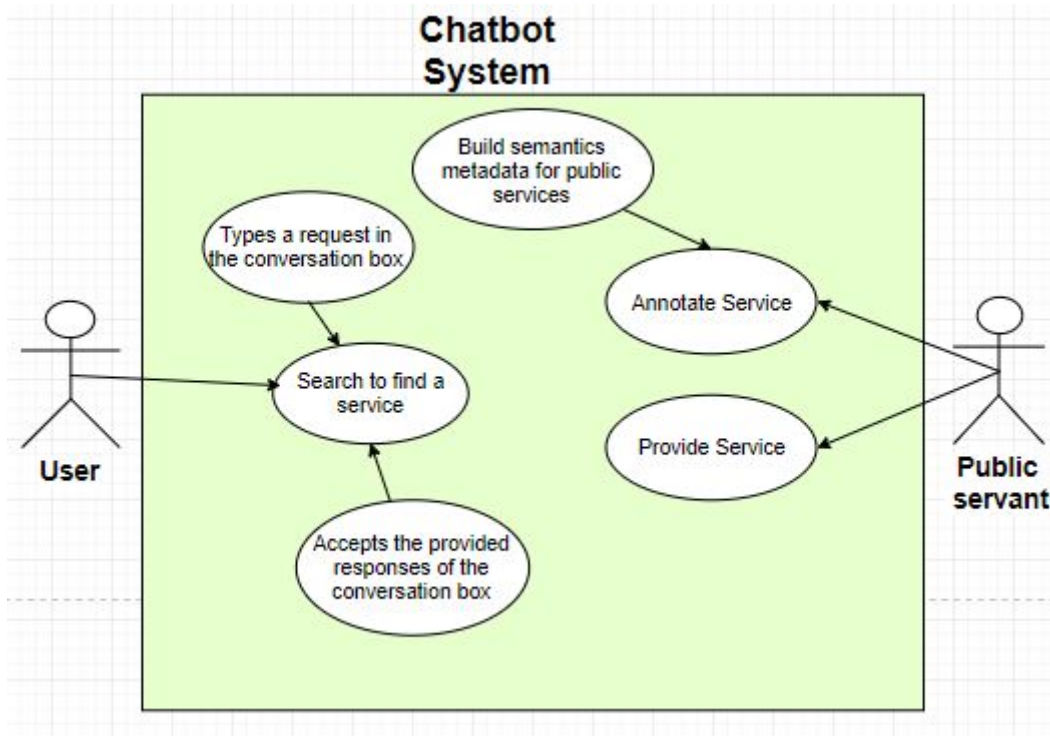 Chatbot
System
Build semantics
metadata for public
services
Types a request in
the conversation box
Annotate Service
Search to find a
service
Provide Service
User
Public
servant
Accepts the provided
responses of the
conversation box